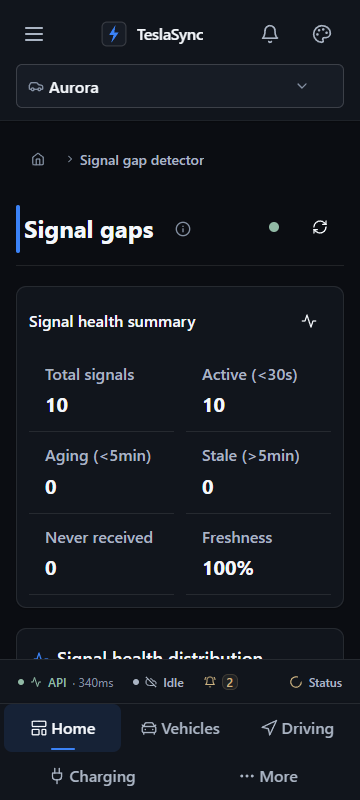 TeslaSync
Aurora
Signal gap detector
Signal gaps
Signal health summary
Total signals
10
Active (<30s)
10
Aging (<5min)
0
Stale (>5min)
0
Never received
0
Freshness
100%
Signal health distribution
API · 340ms
Idle
2
Status
Home
Vehicles
Driving
Charging
More